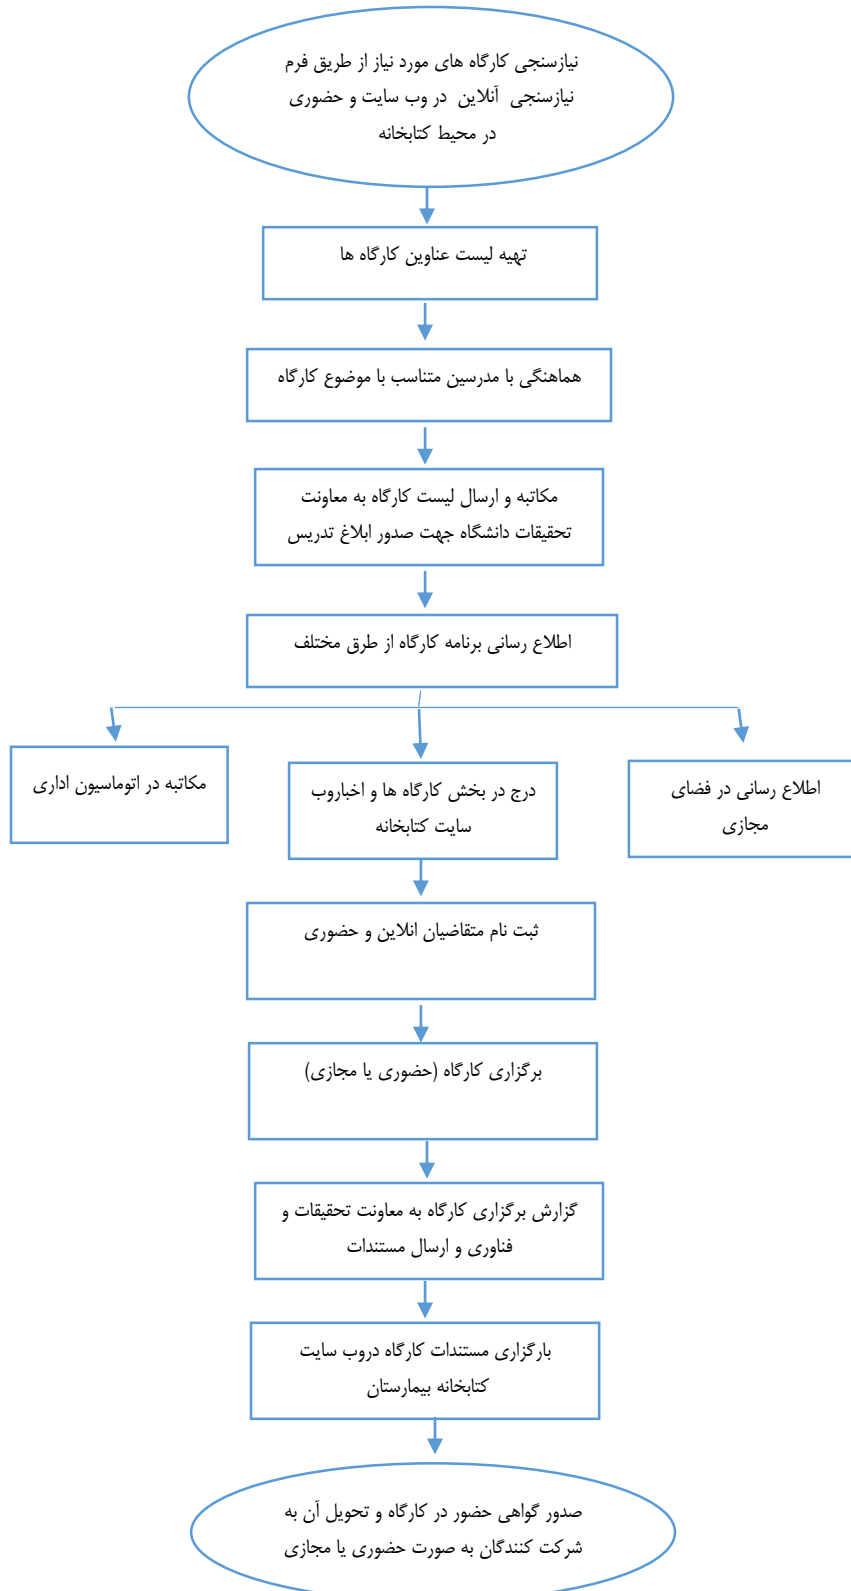 نیازسنجی کارگاه های مورد نیاز از طریق فرم
نیازسنجی آنلاین در وب سایت و حضوری
در محیط کتابخانه
تهیه لیست عناوین کارگاه ها
هماهنگی با مدرسین متناسب با موضوع کارگاه
مکاتبه و ارسال لیست کارگاه به معاونت
تحقیقات دانشگاه جهت صدور ابلاغ تدریس
اطلاع رسانی برنامه کارگاه از طرق مختلف
اطلاع رسانی در فضای
مجازی
درج در بخش کارگاه ها و اخباروب
سایت کتابخانه
مکاتبه در اتوماسیون اداری
ثبت نام متقاضیان انلاین و حضوری
برگزاری کارگاه (حضوری یا مجازی)
گزارش برگزاری کارگاه به معاونت تحقیقات و
فناوری و ارسال مستندات
بارگزاری مستندات کارگاه دروب سایت
کتابخانه بیمارستان
صدور گواهی حضور در کارگاه و تحویل آن به
شرکت کنندگان به صورت حضوری یا مجازی